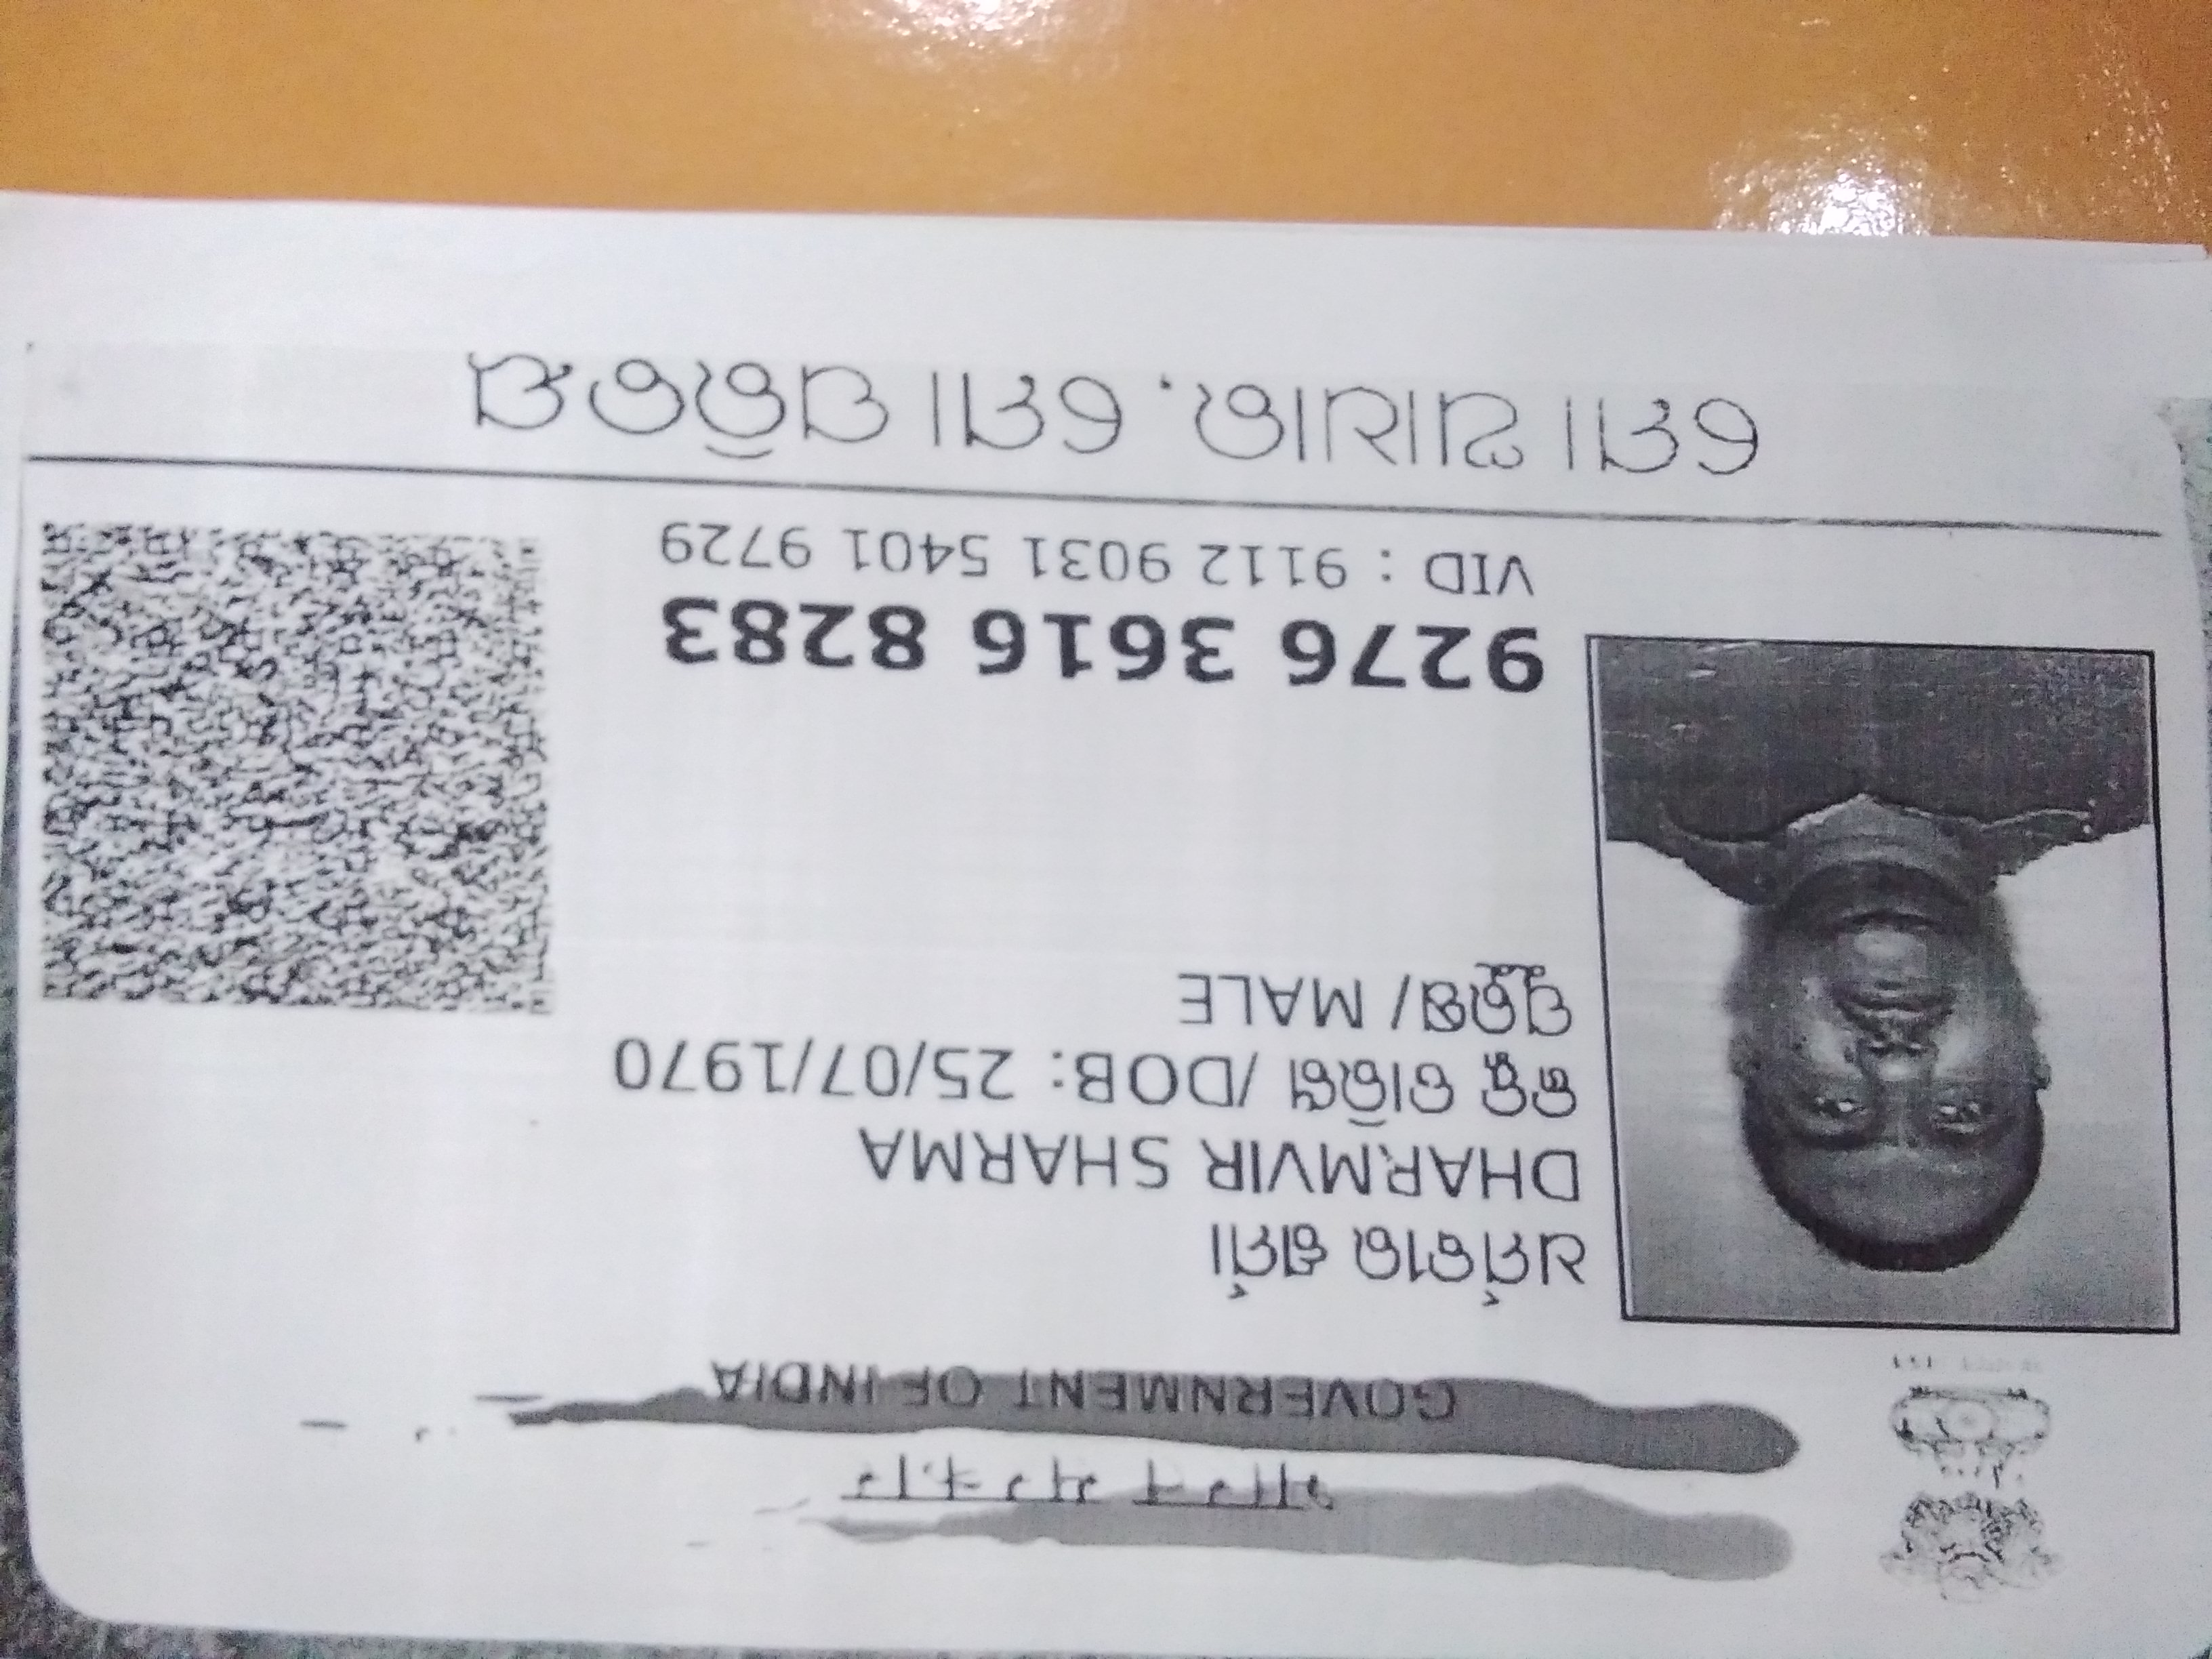 भारत सरकार
GOVERNMENT OF INDIA
ଧର୍ମବୀର ଶର୍ମା
DHARMVIR SHARMA
ଜନ୍ମ ତାରିଖ /DOB: 25/07/1970
ପୁରୁଷ/ MALE
9276 3616 8283
VID : 9112 9031 5401 9729
ମୋ ଆଧାର, ମୋ ପରିଚୟ